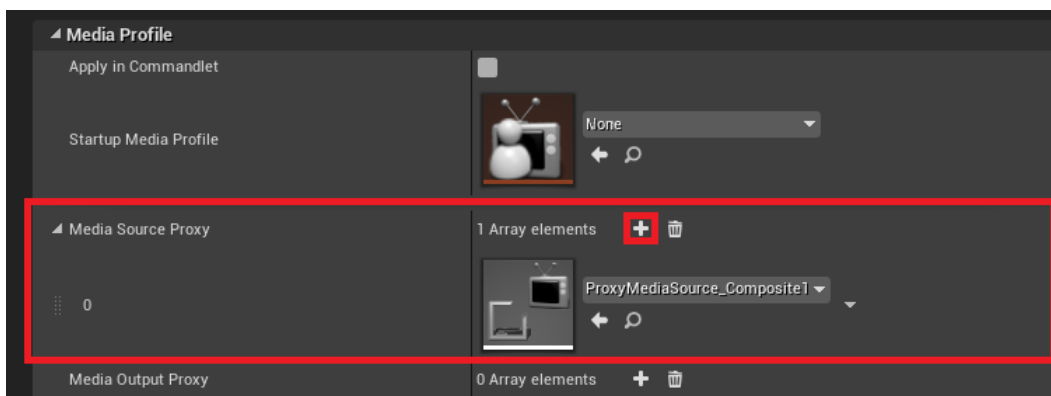 Media Profile
Apply in Commandlet
Startup Media Profile
None
Media Source Proxy
1 Array elements
0
ProxyMediaSource_Composite1
Media Output Proxy
0 Array elements